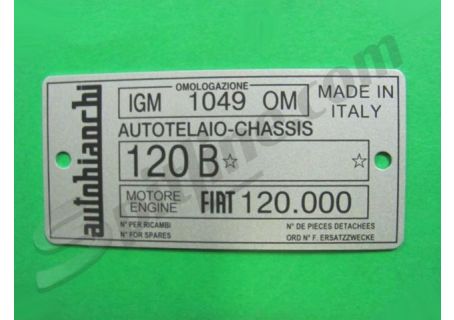 autobianchi
OMOLOGAZIONE
IGM 1049 OM
MADE IN
ITALY
AUTOTELAIO-CHASSIS
120 B ☆ ☆
MOTORE
ENGINE
FIAT 120.000
N° PER RICAMBI
N° FOR SPARES
N° DE PIECES DETACHEES
ORD N° F. ERSATZZWECKE